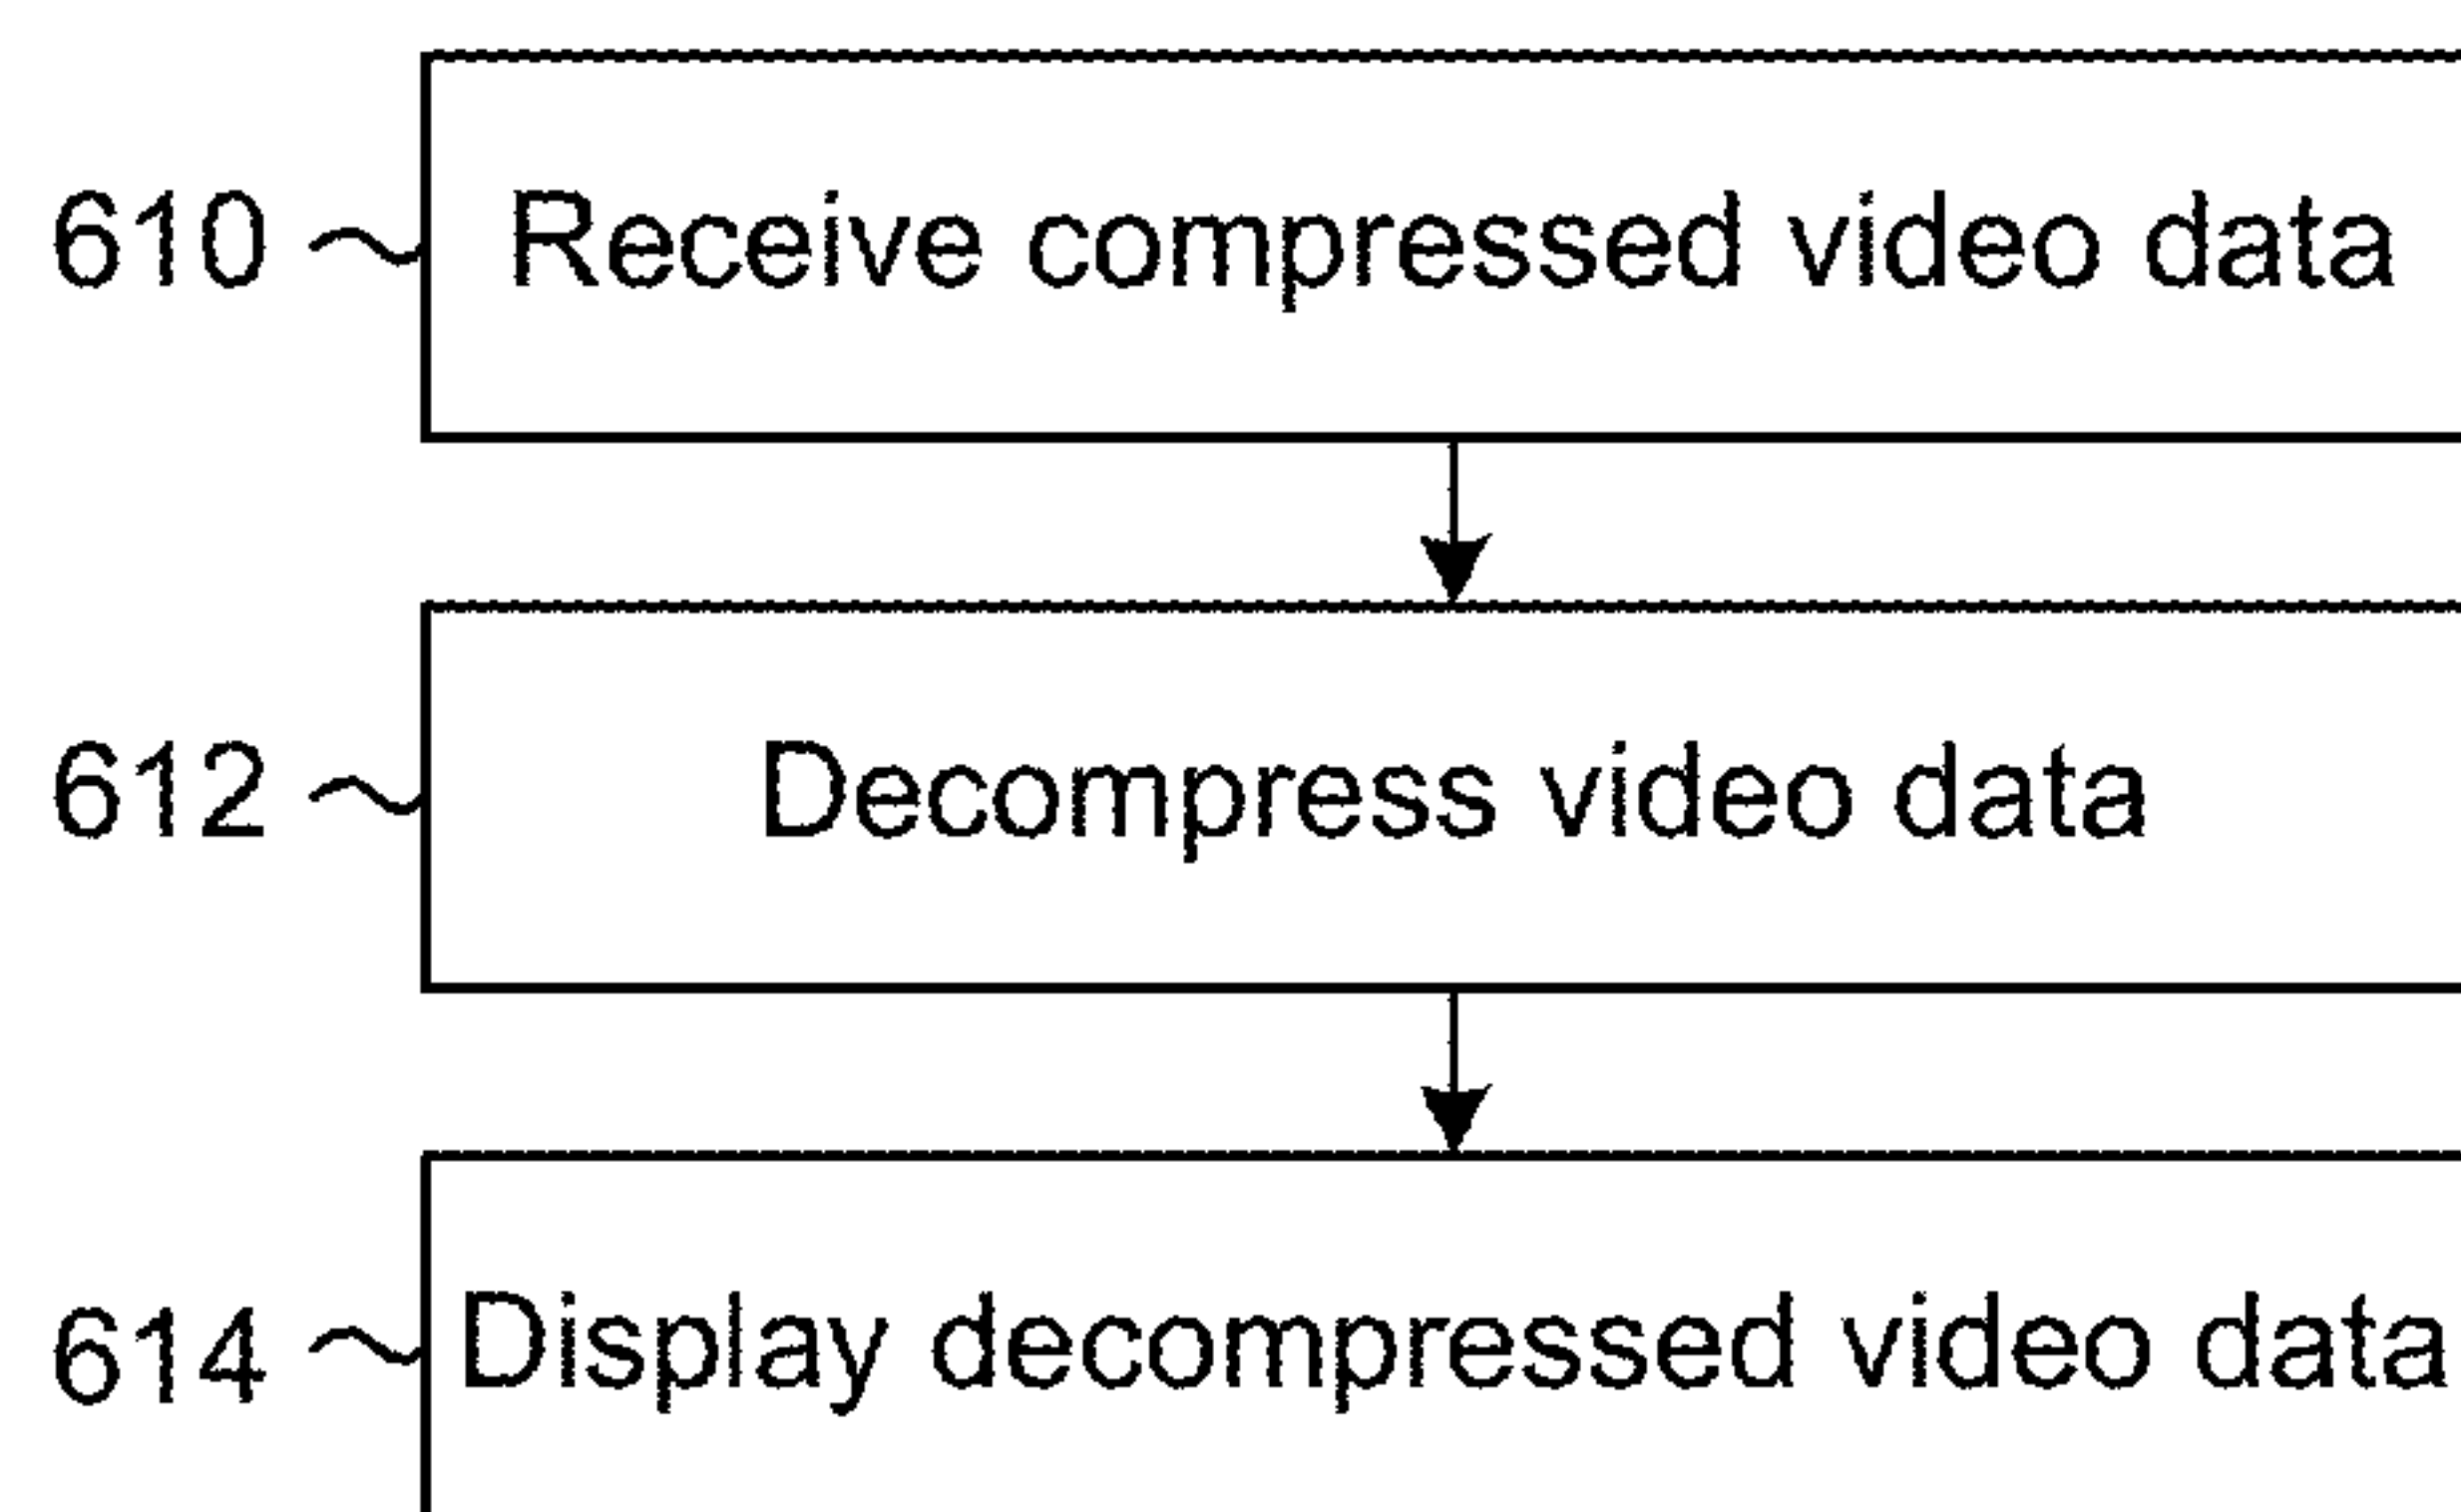 610 Receive compressed video data
612 Decompress video data
614 Display decompressed video data